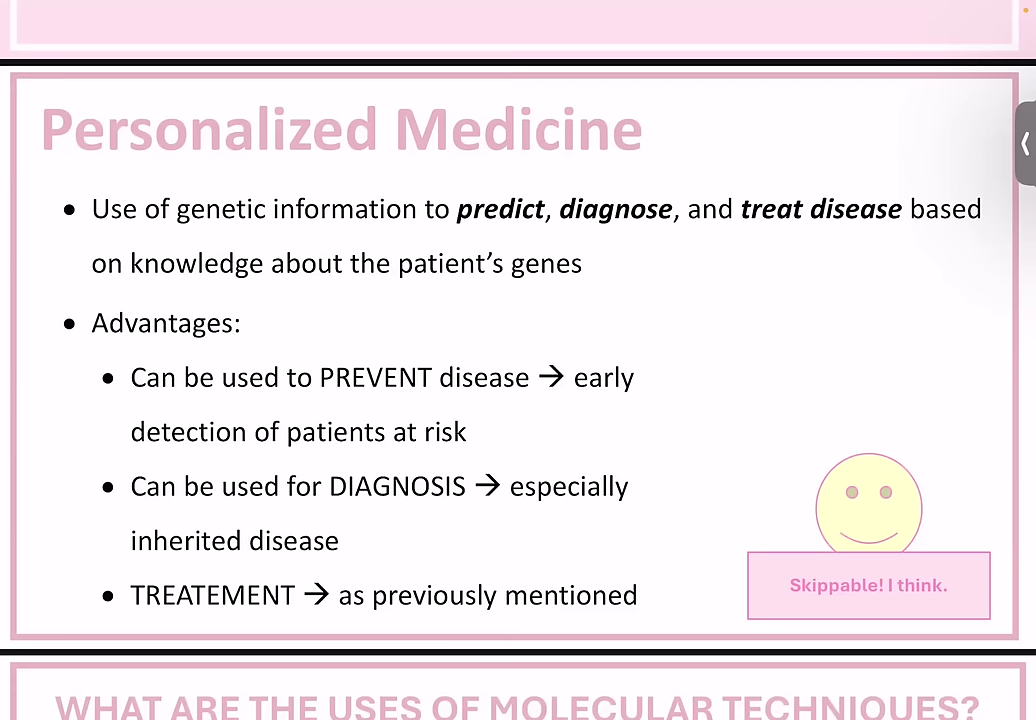 Personalized Medicine
• Use of genetic information to predict, diagnose, and treat disease based
on knowledge about the patient’s genes
• Advantages:
• Can be used to PREVENT disease → early
detection of patients at risk
• Can be used for DIAGNOSIS → especially
inherited disease
• TREATEMENT → as previously mentioned
Skippable! I think.
WHAT ARE THE USES OF MOLECULAR TECHNIQUES?